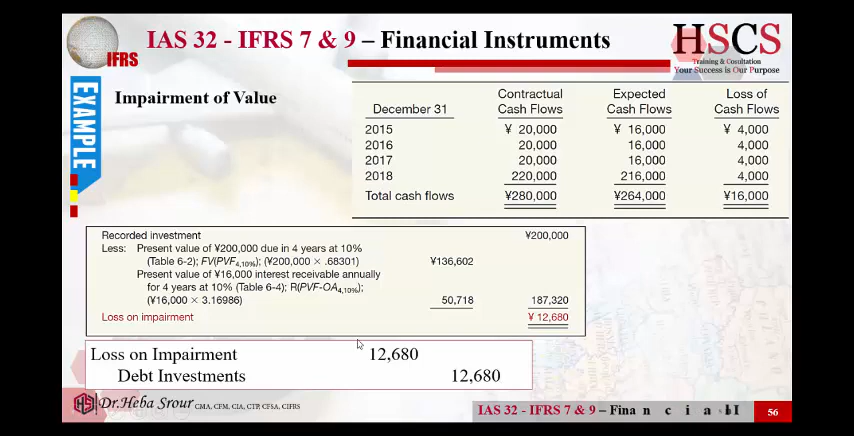 IFRS
IAS 32 - IFRS 7 & 9 – Financial Instruments
HSCS
Training & Cosultation
Your Success is Our Purpose
EXAMPLE
Impairment of Value
December 31 Contractual Cash Flows Expected Cash Flows Loss of Cash Flows
2015 ¥ 20,000 ¥ 16,000 ¥ 4,000
2016 20,000 16,000 4,000
2017 20,000 16,000 4,000
2018 220,000 216,000 4,000
Total cash flows ¥280,000 ¥264,000 ¥16,000
Recorded investment ¥200,000
Less: Present value of ¥200,000 due in 4 years at 10%
(Table 6-2); FV(PVF4,10%); (¥200,000 × .68301) ¥136,602
Present value of ¥16,000 interest receivable annually
for 4 years at 10% (Table 6-4); R(PVF-OA4,10%);
(¥16,000 × 3.16986) 50,718 187,320
Loss on impairment ¥ 12,680
Loss on Impairment 12,680
Debt Investments 12,680
Dr.Heba Srour CMA, CFM, CIA, CTP, CFSA, CIFRS
IAS 32 - IFRS 7 & 9 – Fina n c i a
56